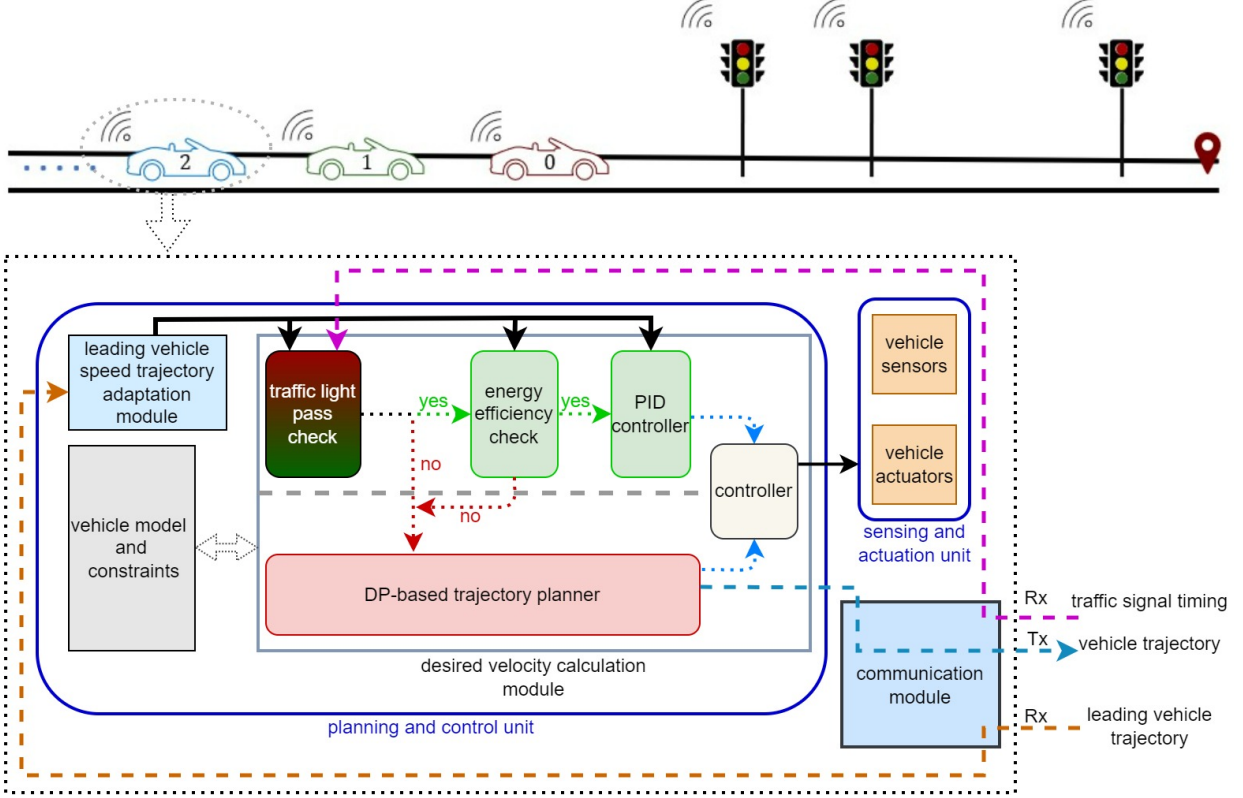 2
1
0
leading vehicle
speed trajectory
adaptation
module
traffic light
pass
check
yes
energy
efficiency
check
yes
PID
controller
vehicle
sensors
vehicle
actuators
no
no
controller
sensing and
actuation unit
vehicle model
and
constraints
DP-based trajectory planner
desired velocity calculation
module
planning and control unit
communication
module
Rx
traffic signal timing
Tx
vehicle trajectory
Rx
leading vehicle
trajectory